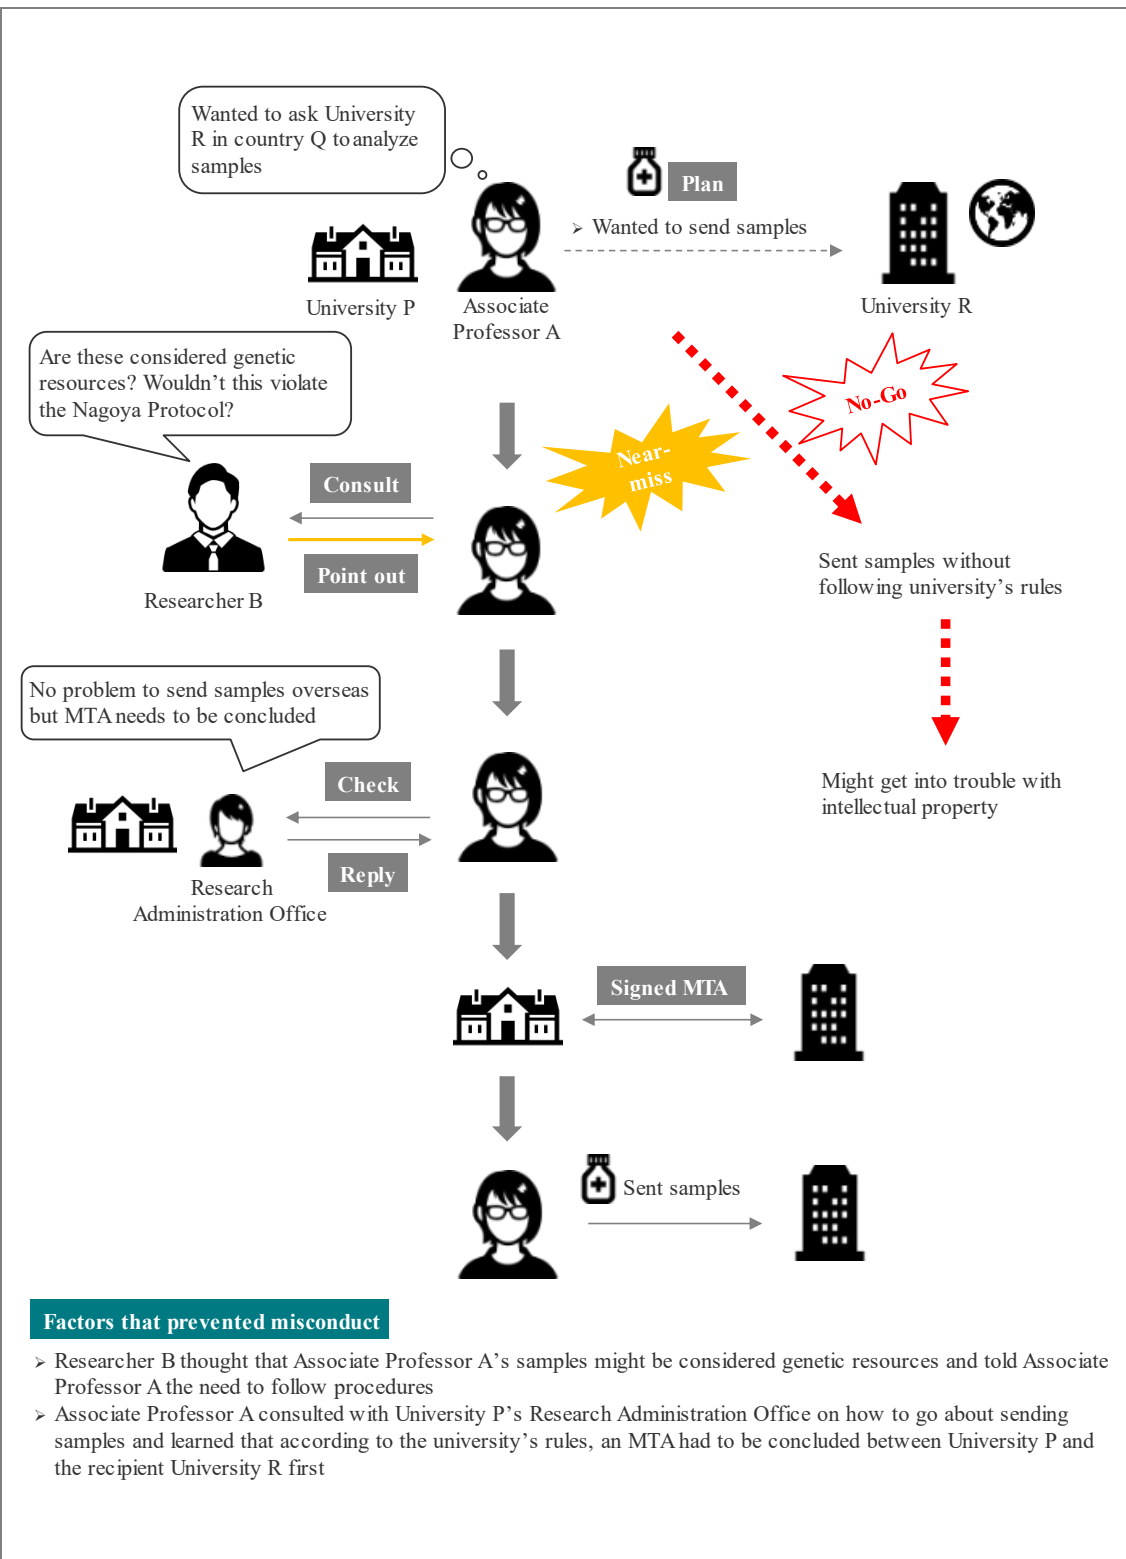 Wanted to ask University
R in country Q to analyze
samples
Plan
➢ Wanted to send samples
University P
Associate
Professor A
University R
Are these considered genetic
resources? Wouldn't this violate
the Nagoya Protocol?
No-Go
Near-
miss
Consult
Point out
Researcher B
Sent samples without
following university's rules
No problem to send samples overseas
but MTA needs to be concluded
Check
Reply
Research
Administration Office
Might get into trouble with
intellectual property
Signed MTA
Sent samples
Factors that prevented misconduct
➢ Researcher B thought that Associate Professor A's samples might be considered genetic resources and told Associate
Professor A the need to follow procedures
➢ Associate Professor A consulted with University P's Research Administration Office on how to go about sending
samples and learned that according to the university's rules, an MTA had to be concluded between University P and
the recipient University R first